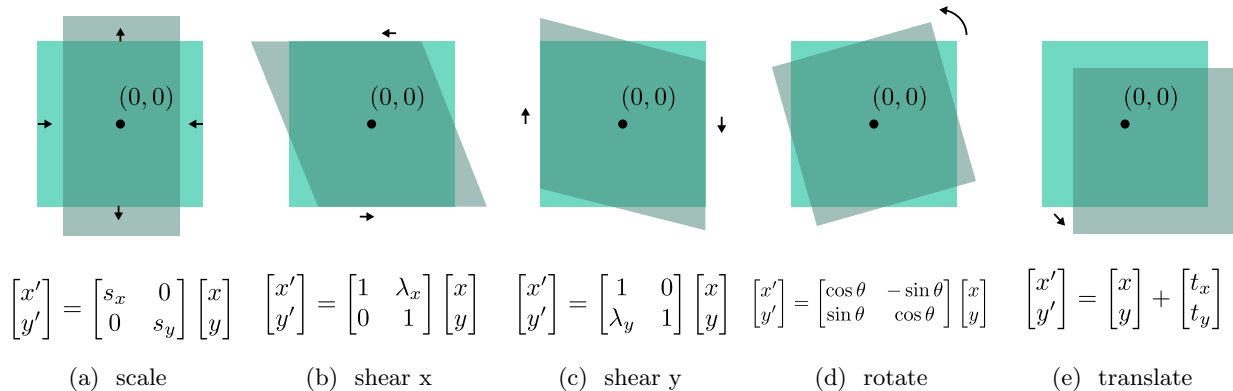 (0, 0) (0, 0) (0, 0) (0, 0) (0, 0)
[x′ y′] = [s_x 0; 0 s_y] [x y]
[x′ y′] = [1 λ_x; 0 1] [x y]
[x′ y′] = [1 0; λ_y 1] [x y]
[x′ y′] = [cos θ − sin θ; sin θ cos θ] [x y]
[x′ y′] = [x y] + [t_x t_y]
(a) scale
(b) shear x
(c) shear y
(d) rotate
(e) translate